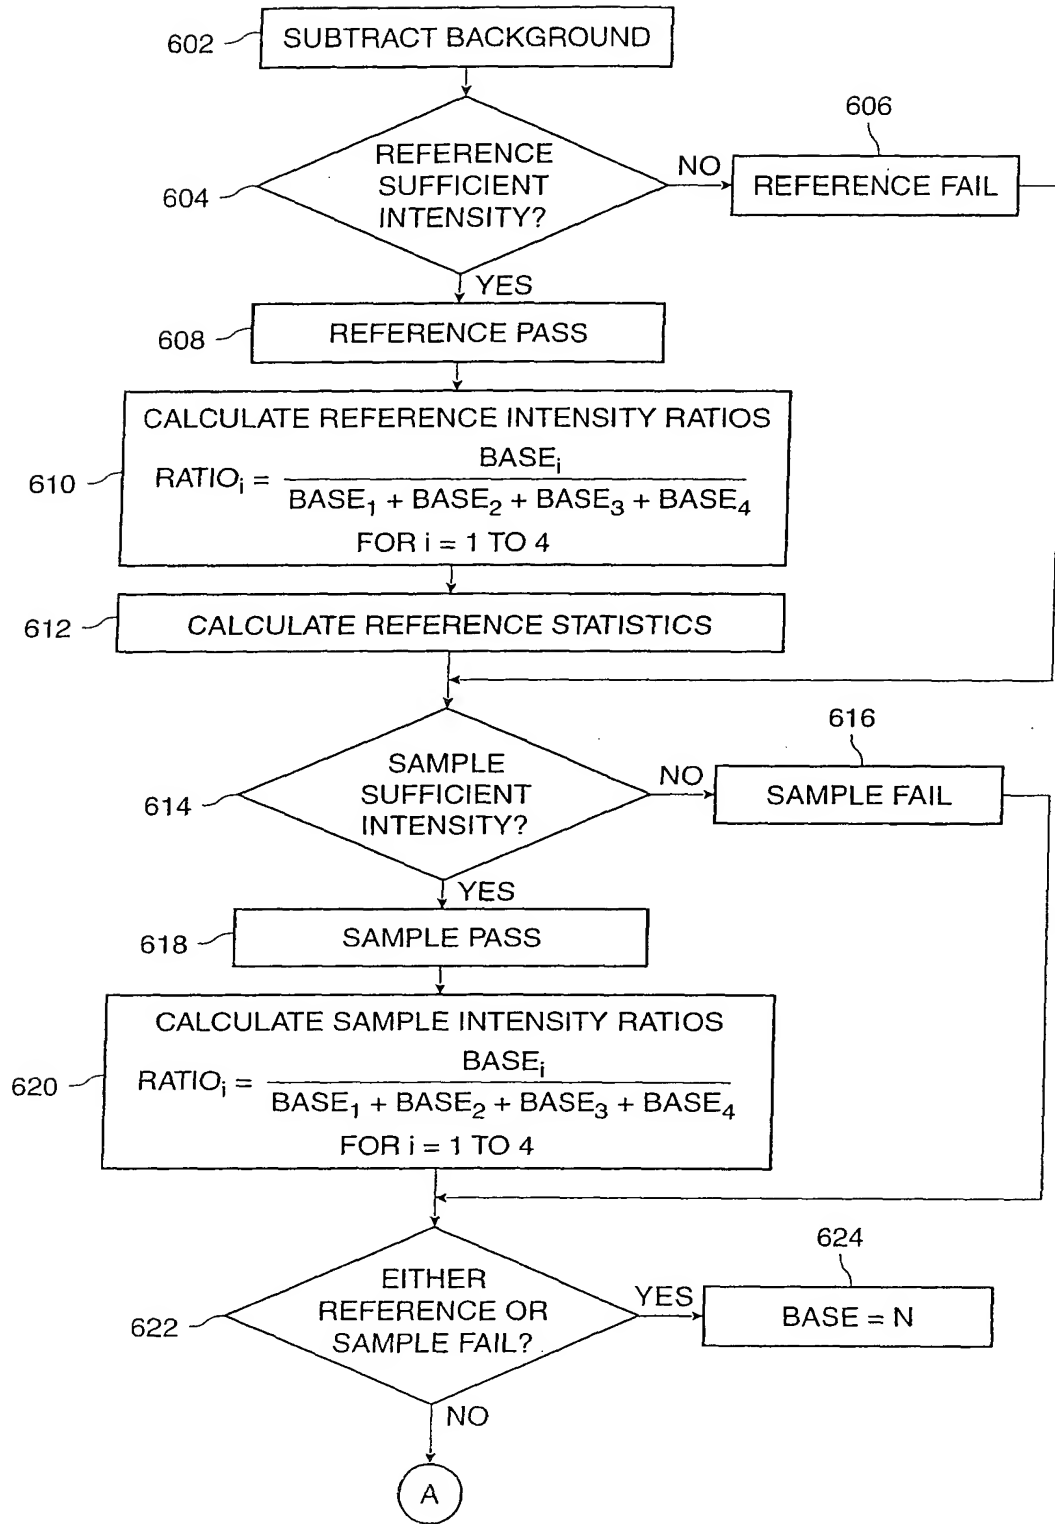 602
SUBTRACT BACKGROUND
606
REFERENCE
SUFFICIENT
INTENSITY?
604
NO
REFERENCE FAIL
YES
608
REFERENCE PASS
610
CALCULATE REFERENCE INTENSITY RATIOS
RATIOi = BASEi
BASE1 + BASE2 + BASE3 + BASE4
FOR i = 1 TO 4
612
CALCULATE REFERENCE STATISTICS
616
SAMPLE
SUFFICIENT
INTENSITY?
614
NO
SAMPLE FAIL
YES
618
SAMPLE PASS
620
CALCULATE SAMPLE INTENSITY RATIOS
RATIOi = BASEi
BASE1 + BASE2 + BASE3 + BASE4
FOR i = 1 TO 4
624
EITHER
REFERENCE OR
SAMPLE FAIL?
622
YES
BASE = N
NO
A